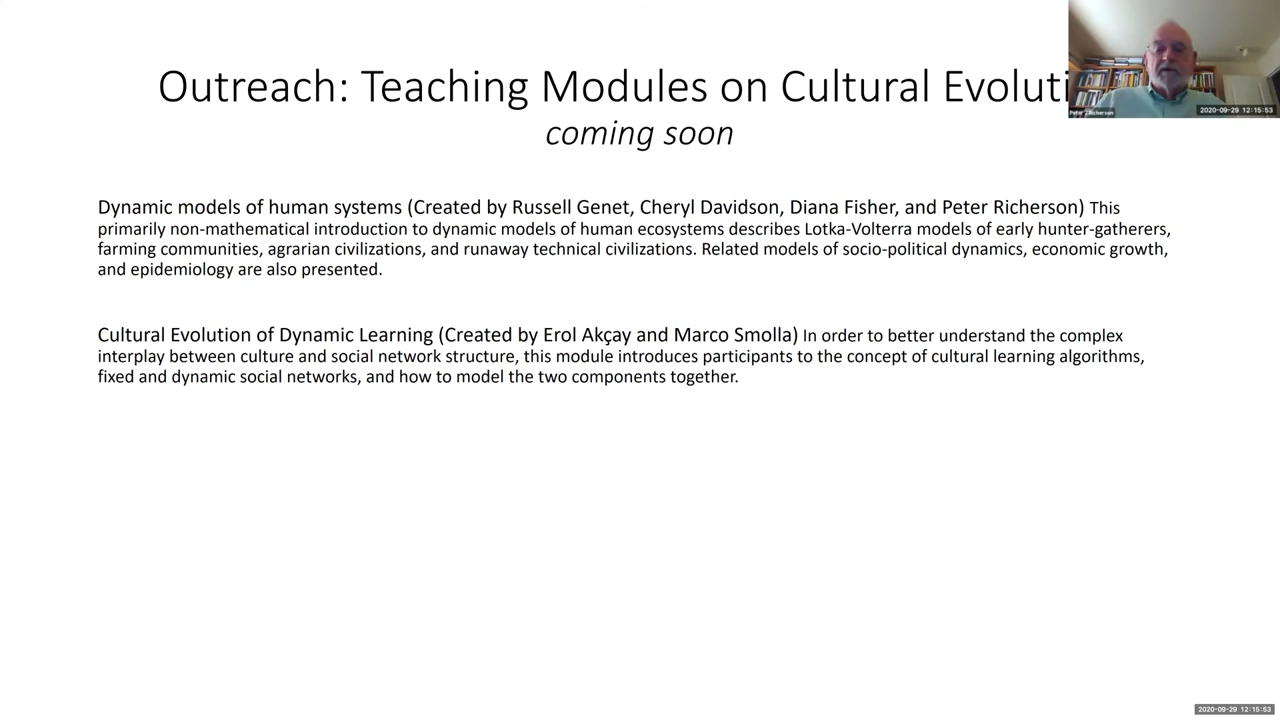 Outreach: Teaching Modules on Cultural Evoluti
coming soon
Dynamic models of human systems (Created by Russell Genet, Cheryl Davidson, Diana Fisher, and Peter Richerson) This
primarily non-mathematical introduction to dynamic models of human ecosystems describes Lotka-Volterra models of early hunter-gatherers,
farming communities, agrarian civilizations, and runaway technical civilizations. Related models of socio-political dynamics, economic growth,
and epidemiology are also presented.
Cultural Evolution of Dynamic Learning (Created by Erol Akçay and Marco Smolla) In order to better understand the complex
interplay between culture and social network structure, this module introduces participants to the concept of cultural learning algorithms,
fixed and dynamic social networks, and how to model the two components together.
2020-09-29 12:15:53
Peter J Richerson
2020-09-29 12:15:53